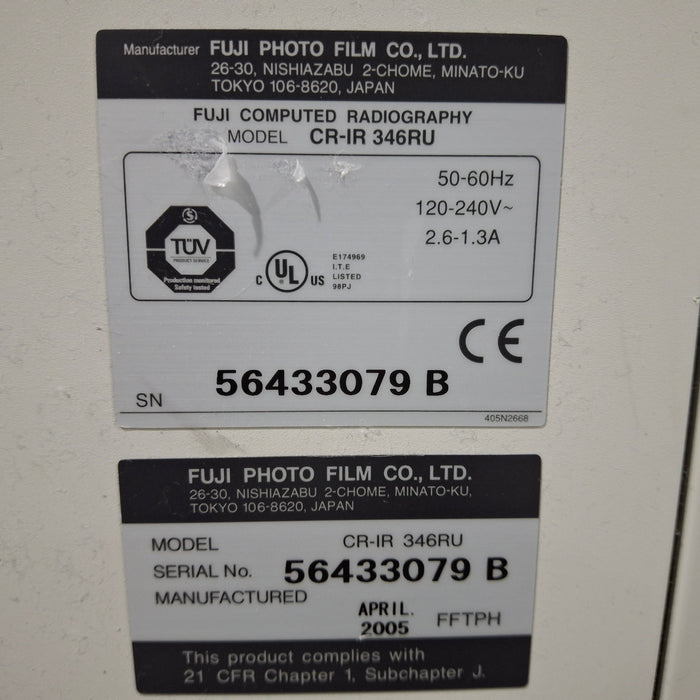 Manufacturer FUJI PHOTO FILM CO., LTD.
26-30, NISHIAZABU 2-CHOME, MINATO-KU
TOKYO 106-8620, JAPAN
FUJI COMPUTED RADIOGRAPHY
MODEL CR-IR 346RU
50-60Hz
120-240V~
2.6-1.3A
S
TÜV
PRODUCT SERVICE
Production monitored
Safety tested
C UL US
E174969
I.T.E
LISTED
98PJ
CE
SN 56433079 B
405N2668
FUJI PHOTO FILM CO., LTD.
26-30, NISHIAZABU 2-CHOME, MINATO-KU,
TOKYO 106-8620, JAPAN
MODEL CR-IR 346RU
SERIAL No. 56433079 B
MANUFACTURED APRIL. 2005 FFTPH
This product complies with
21 CFR Chapter 1, Subchapter J.